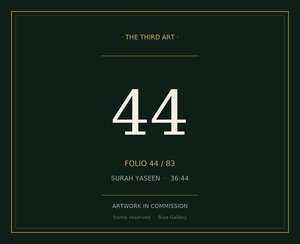 · THE THIRD ART ·
44
FOLIO 44 / 83
SURAH YASEEN · 36:44
ARTWORK IN COMMISSION
frame reserved · Biya Gallery